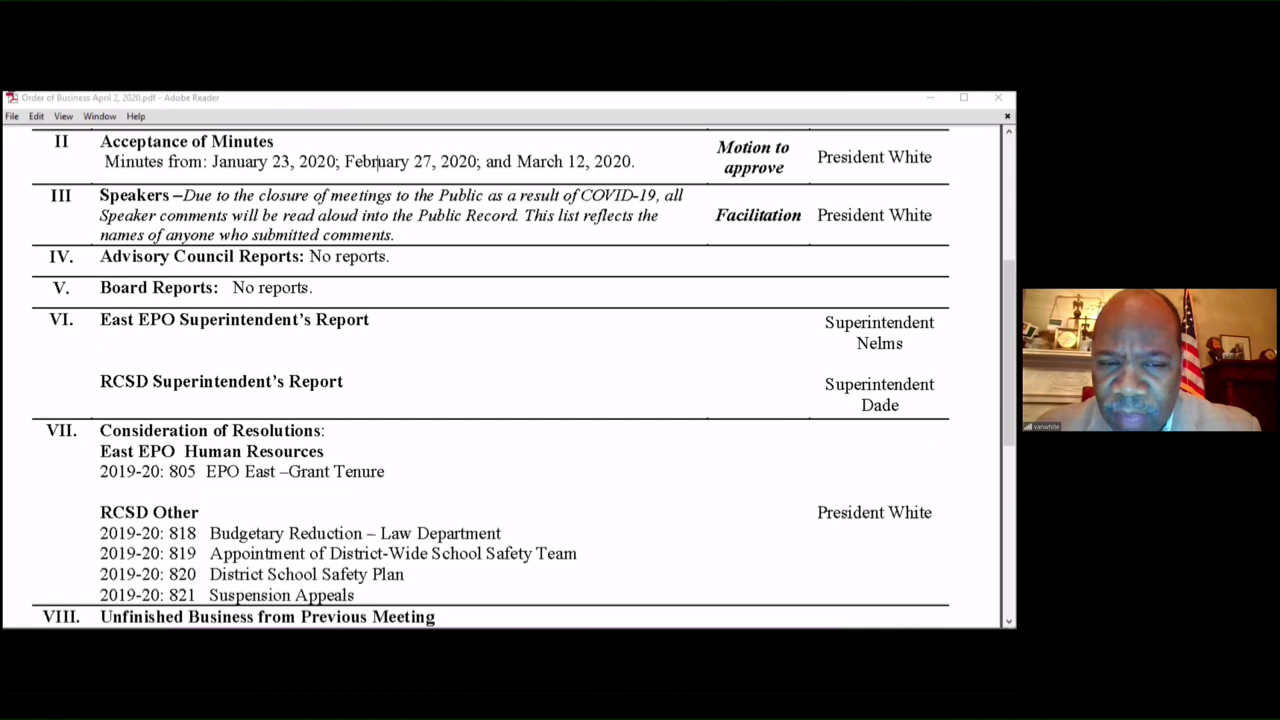 Order of Business April 2, 2020.pdf - Adobe Reader
File Edit View Window Help
II Acceptance of Minutes
Minutes from: January 23, 2020; February 27, 2020; and March 12, 2020.
Motion to
approve
President White
III Speakers –Due to the closure of meetings to the Public as a result of COVID-19, all
Speaker comments will be read aloud into the Public Record. This list reflects the
names of anyone who submitted comments.
Facilitation
President White
IV. Advisory Council Reports: No reports.
V. Board Reports: No reports.
VI. East EPO Superintendent's Report
Superintendent
Nelms
RCSD Superintendent's Report
Superintendent
Dade
VII. Consideration of Resolutions:
East EPO Human Resources
2019-20: 805 EPO East –Grant Tenure
RCSD Other
President White
2019-20: 818 Budgetary Reduction – Law Department
2019-20: 819 Appointment of District-Wide School Safety Team
2019-20: 820 District School Safety Plan
2019-20: 821 Suspension Appeals
VIII. Unfinished Business from Previous Meeting
vanwhite